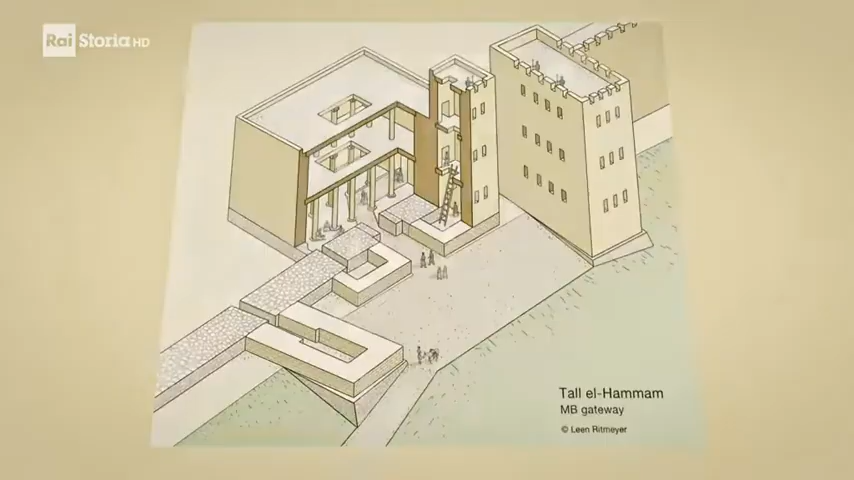 Rai Storia HD
Tall el-Hammam
MB gateway
© Leen Ritmeyer